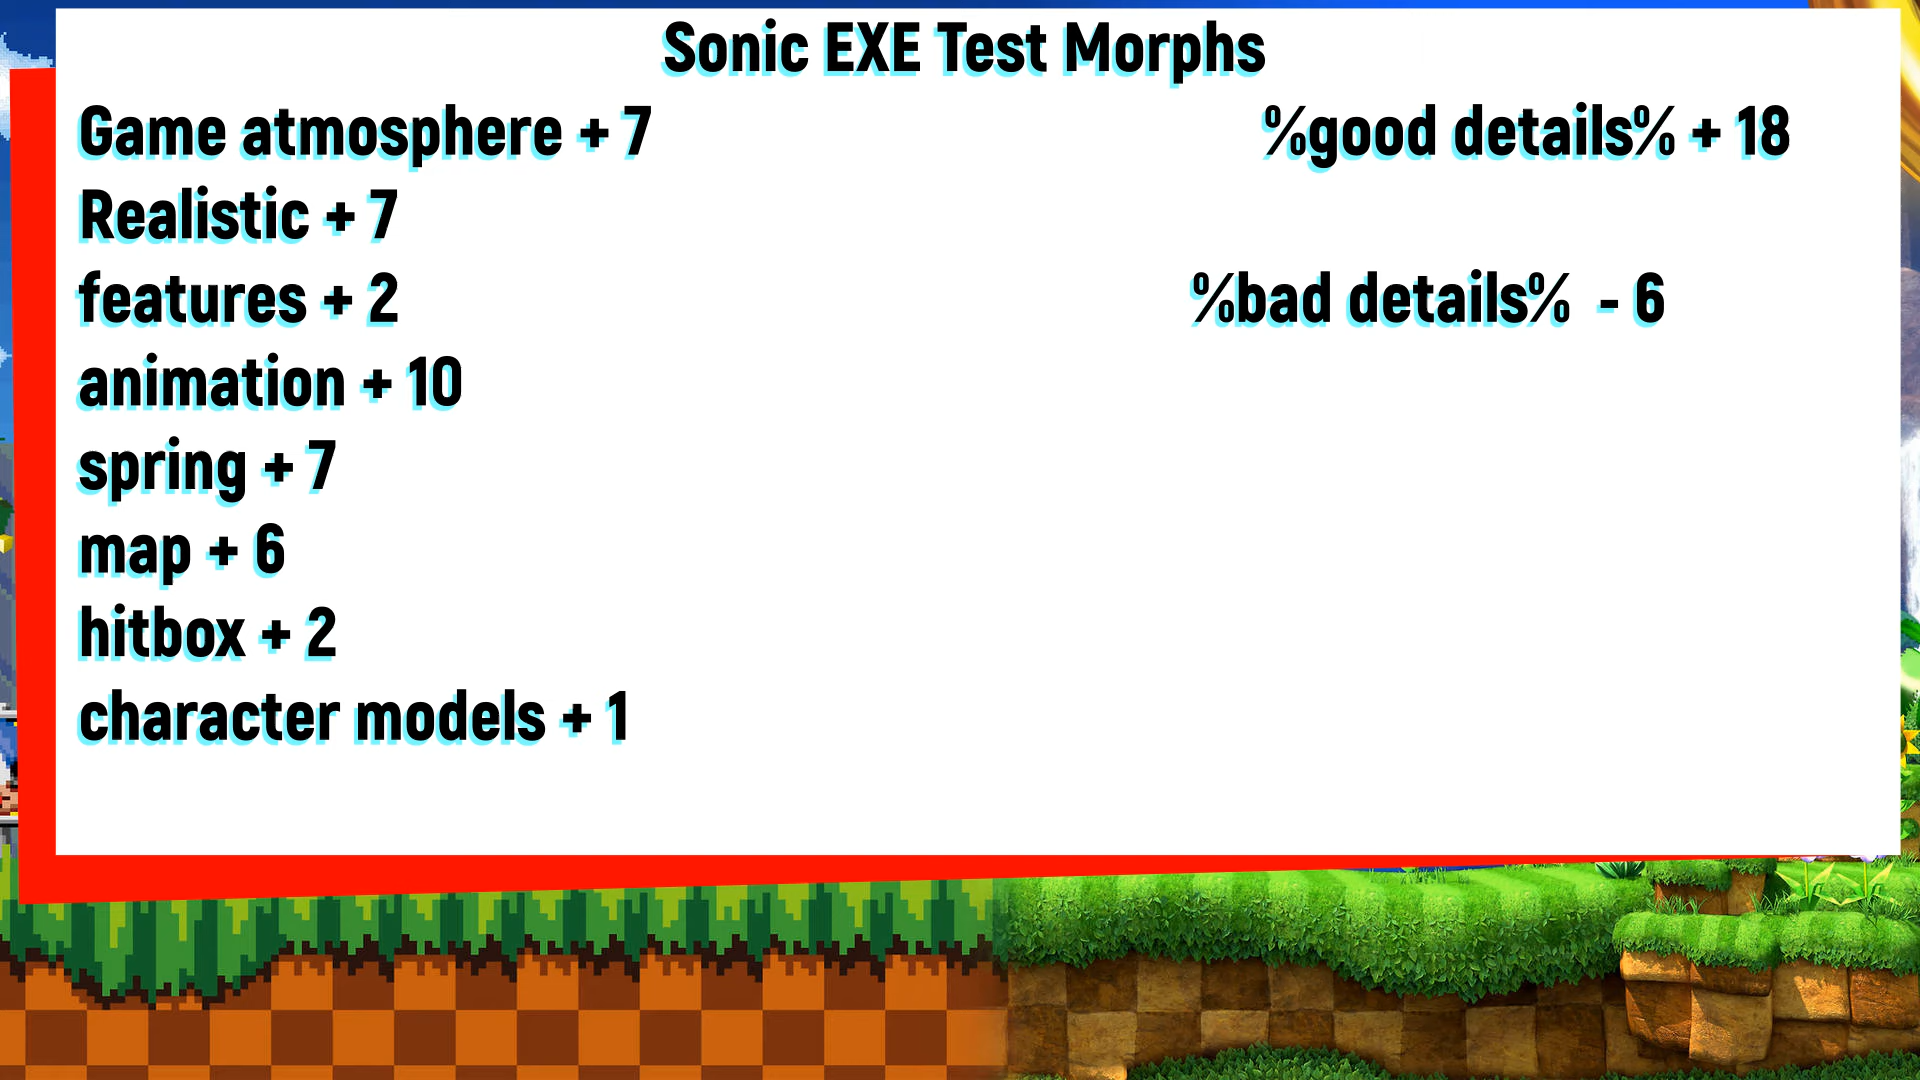 Sonic EXE Test Morphs
Game atmosphere + 7
%good details% + 18
Realistic + 7
features + 2
%bad details% - 6
animation + 10
spring + 7
map + 6
hitbox + 2
character models + 1